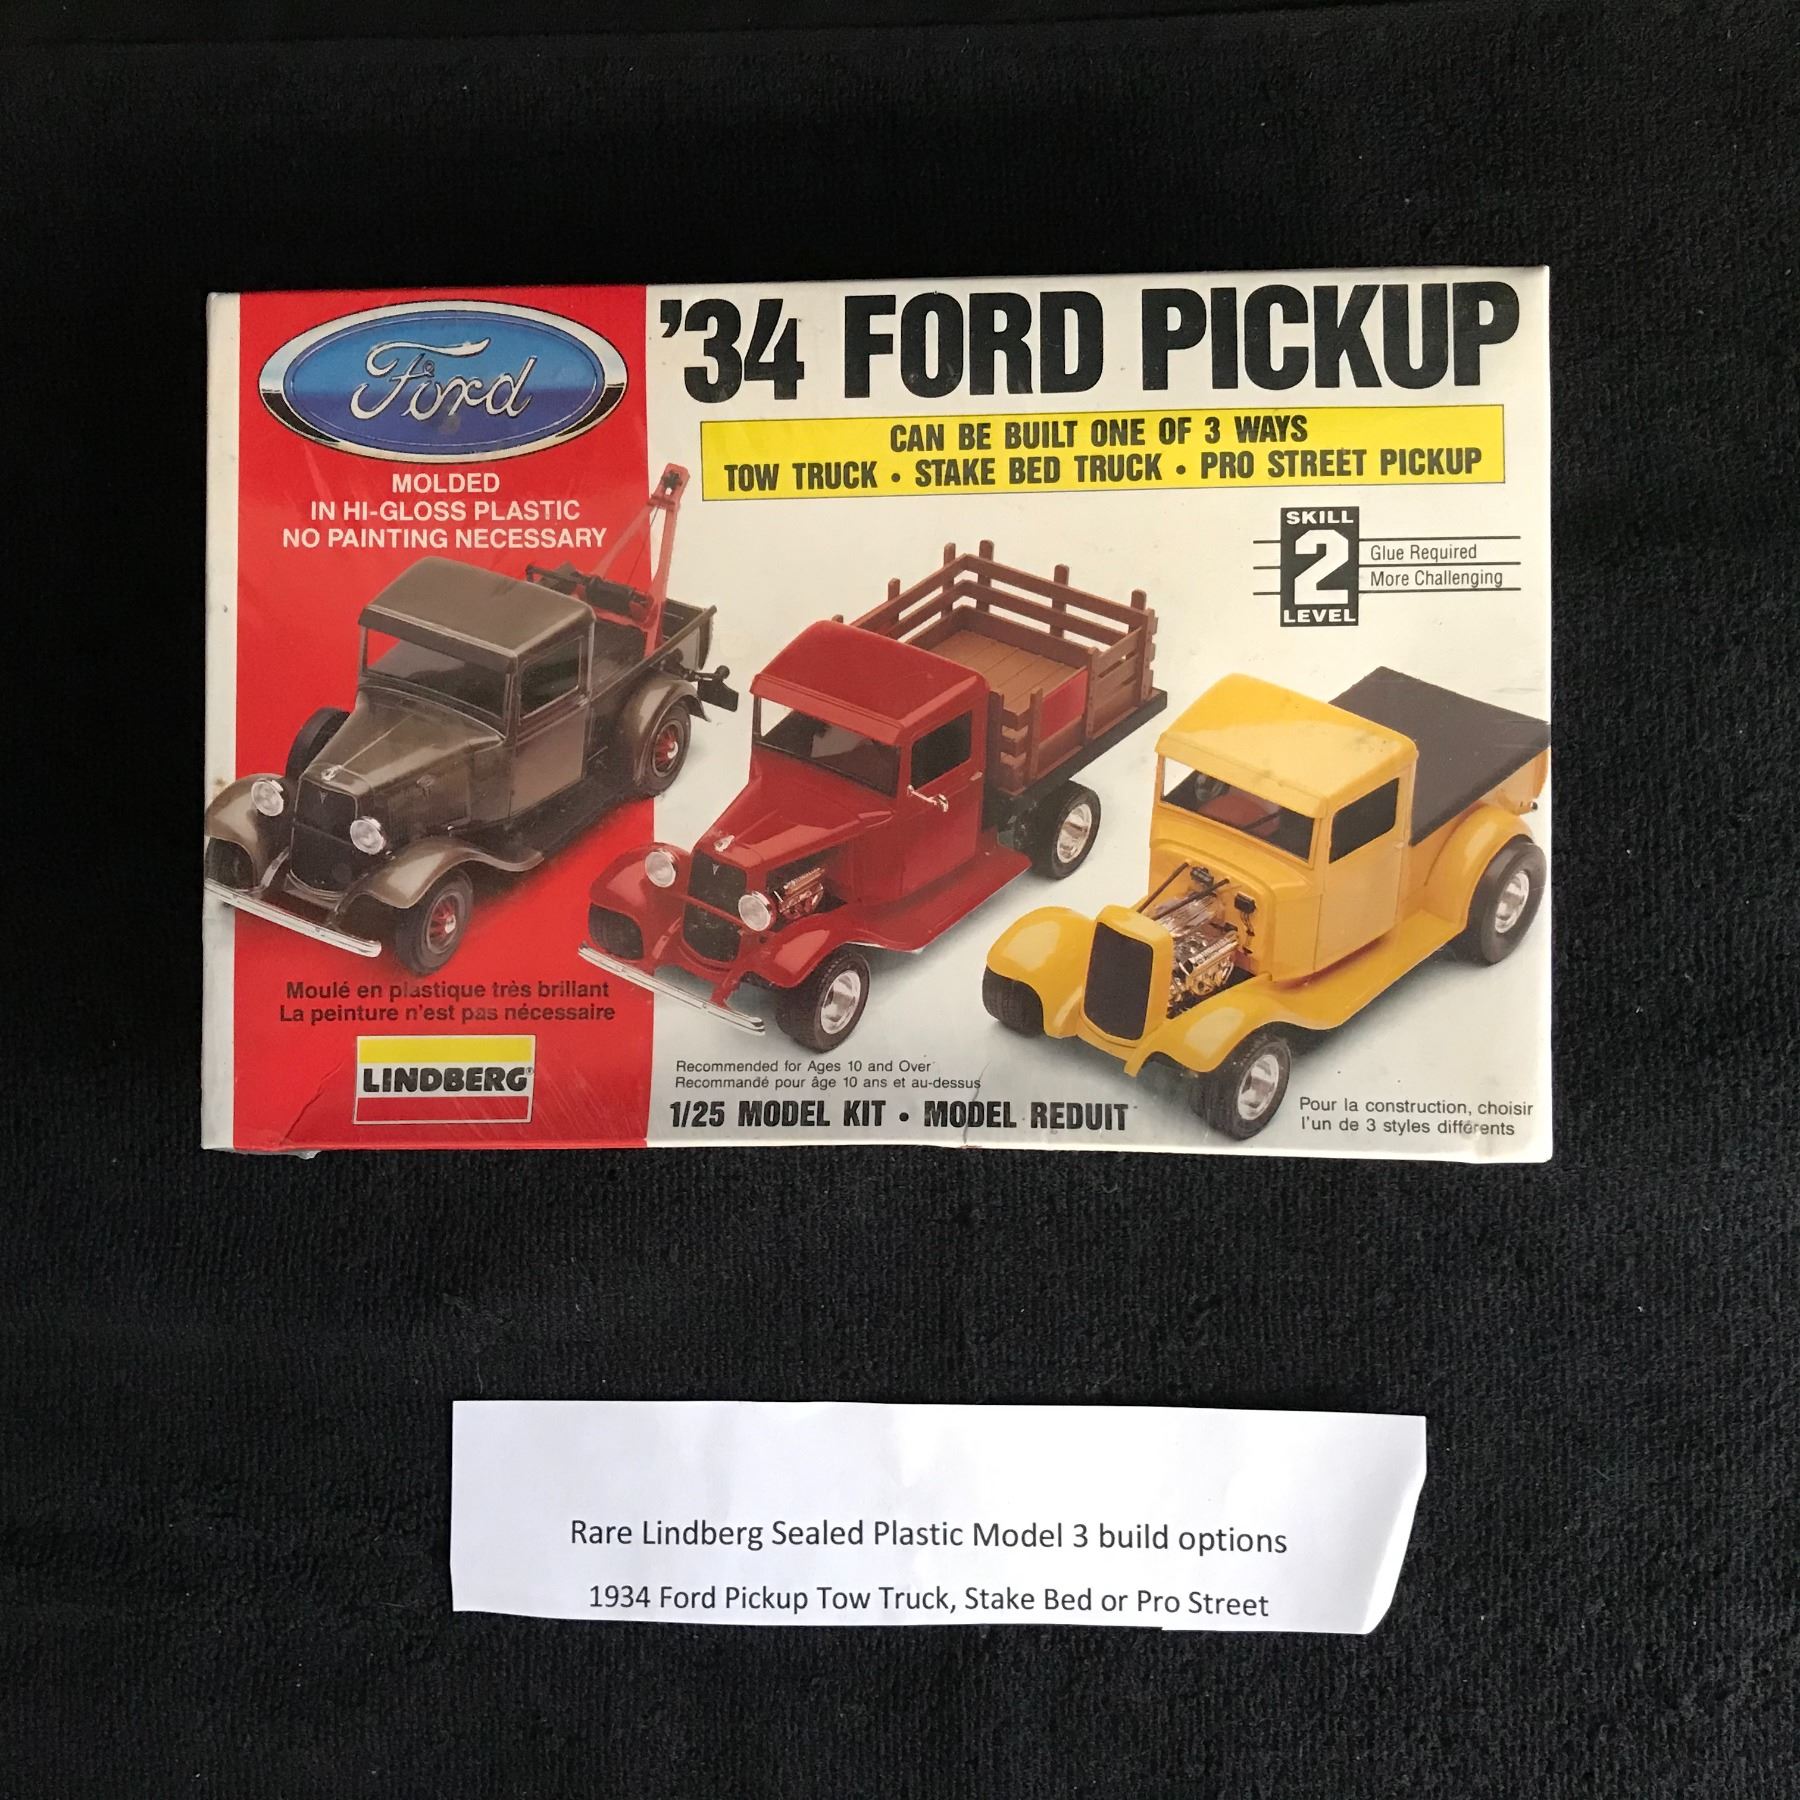 Ford
MOLDED
IN HI-GLOSS PLASTIC
NO PAINTING NECESSARY
Moulé en plastique très brillant
La peinture n'est pas nécessaire
LINDBERG®
'34 FORD PICKUP
CAN BE BUILT ONE OF 3 WAYS
TOW TRUCK • STAKE BED TRUCK • PRO STREET PICKUP
SKILL
2
LEVEL
Glue Required
More Challenging
Recommended for Ages 10 and Over
Recommandé pour âge 10 ans et au-dessus
1/25 MODEL KIT • MODEL REDUIT
Pour la construction, choisir
l'un de 3 styles différents
Rare Lindberg Sealed Plastic Model 3 build options
1934 Ford Pickup Tow Truck, Stake Bed or Pro Street